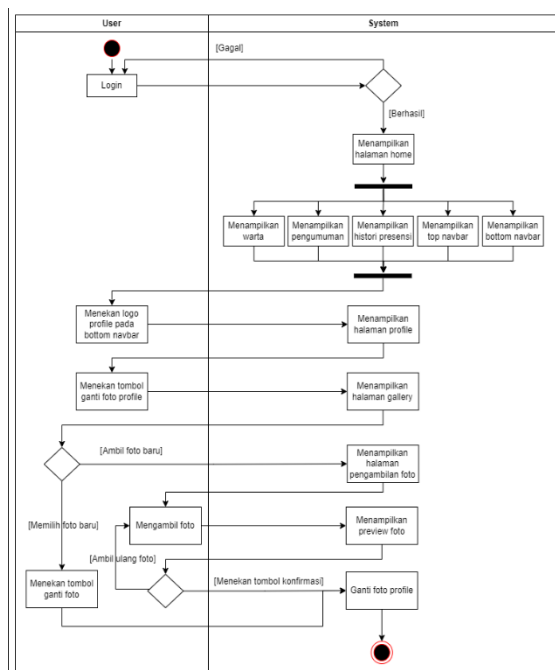 User
System
[Gagal]
Login
[Berhasil]
Menampilkan
halaman home
Menampilkan
warta
Menampilkan
pengumuman
Menampilkan
histori presensi
Menampilkan
top navbar
Menampilkan
bottom navbar
Menekan logo
profile pada
bottom navbar
Menampilkan
halaman profile
Menekan tombol
ganti foto profile
Menampilkan
halaman gallery
[Ambil foto baru]
Menampilkan
halaman
pengambilan foto
[Memilih foto baru]
Mengambil foto
Menampilkan
preview foto
[Ambil ulang foto]
Menekan tombol
ganti foto
[Menekan tombol konfirmasi]
Ganti foto profile